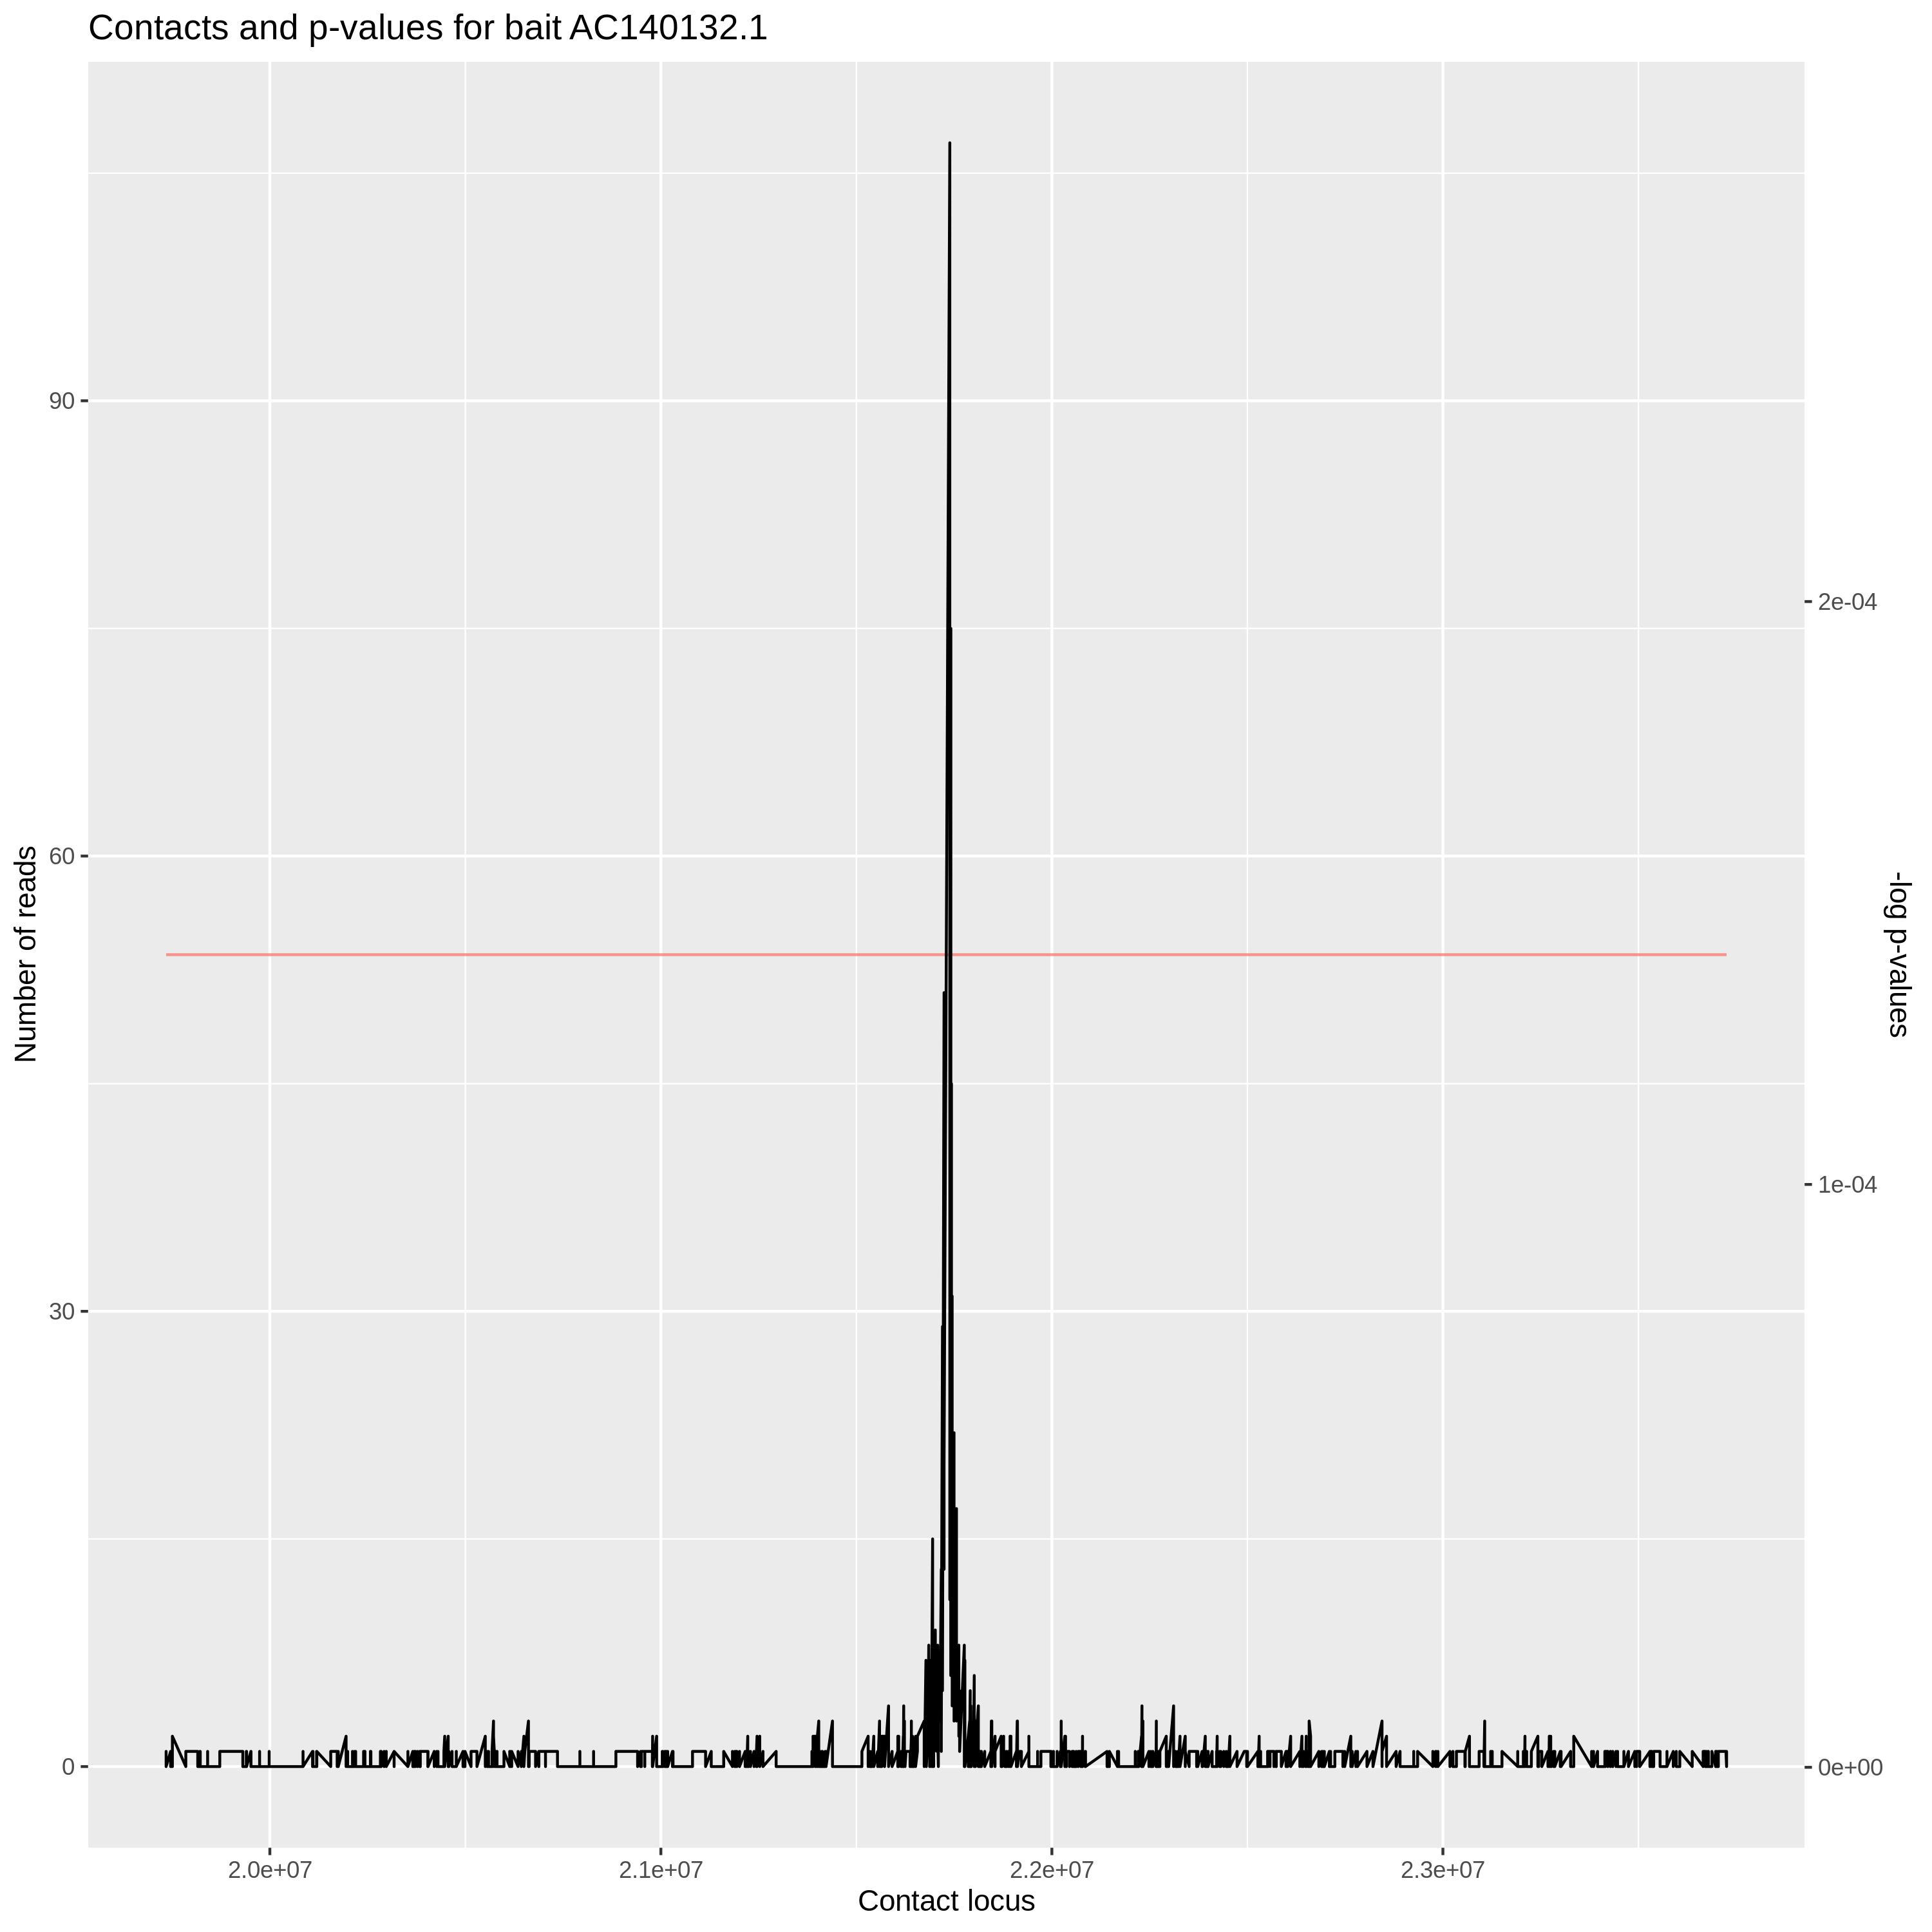 Contacts and p-values for bait AC140132.1
90
60
30
0
Number of reads
2e-04
1e-04
0e+00
-log p-values
2.0e+07
2.1e+07
2.2e+07
2.3e+07
Contact locus